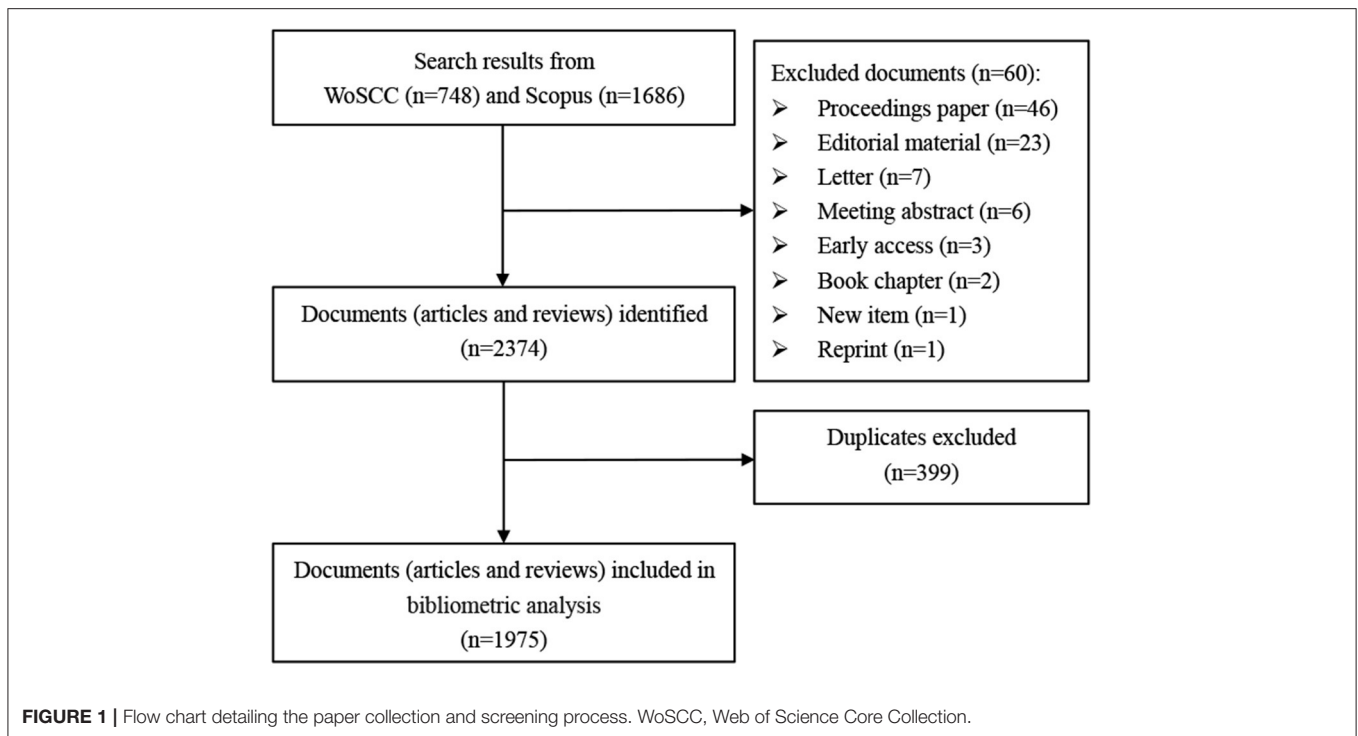 Search results from
WoSCC (n=748) and Scopus (n=1686)
Excluded documents (n=60):
➢ Proceedings paper (n=46)
➢ Editorial material (n=23)
➢ Letter (n=7)
➢ Meeting abstract (n=6)
➢ Early access (n=3)
➢ Book chapter (n=2)
➢ New item (n=1)
➢ Reprint (n=1)
Documents (articles and reviews) identified
(n=2374)
Duplicates excluded
(n=399)
Documents (articles and reviews) included in
bibliometric analysis
(n=1975)
FIGURE 1 | Flow chart detailing the paper collection and screening process. WoSCC, Web of Science Core Collection.